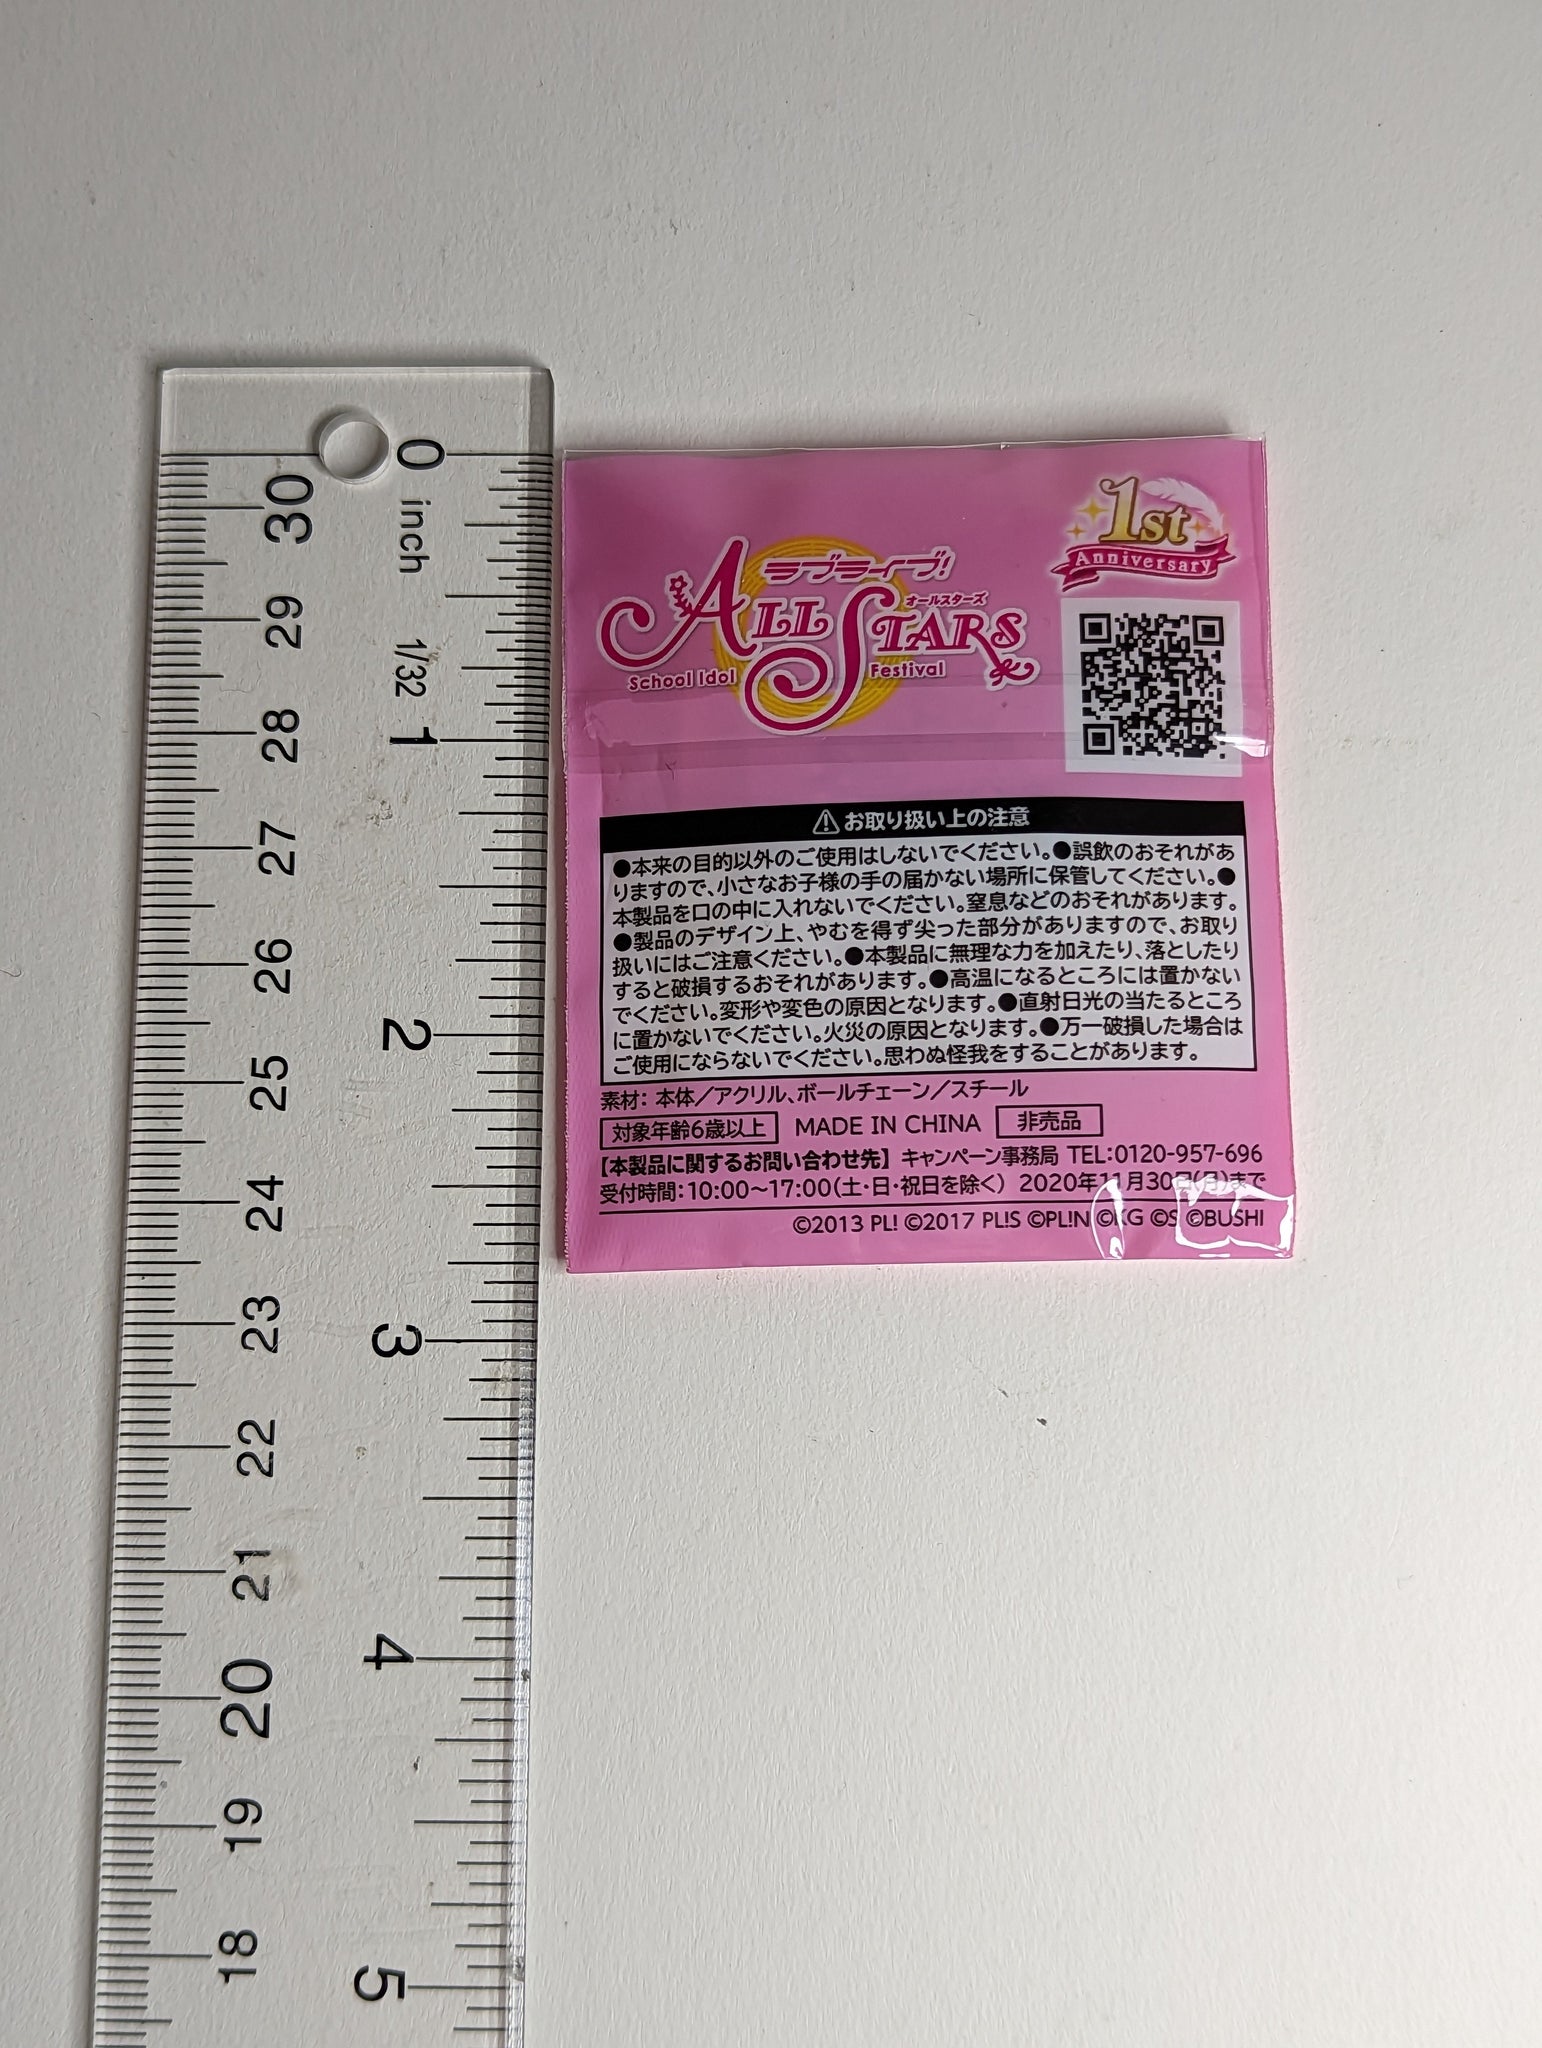 0
inch
1/32
1
2
3
4
5
30
29
28
27
26
25
24
23
22
21
20
19
18
1st
Anniversary
ラブライブ!
ALL STARS
オールスターズ
School Idol Festival
⚠お取り扱い上の注意
●本来の目的以外のご使用はしないでください。●誤飲のおそれがあ
りますので、小さなお子様の手の届かない場所に保管してください。●
本製品を口の中に入れないでください。窒息などのおそれがあります。
●製品のデザイン上、やむを得ず尖った部分がありますので、お取り
扱いにはご注意ください。●本製品に無理な力を加えたり、落としたり
すると破損するおそれがあります。●高温になるところには置かない
でください。変形や変色の原因となります。●直射日光の当たるところ
に置かないでください。火災の原因となります。●万一破損した場合は
ご使用にならないでください。思わぬ怪我をすることがあります。
素材：本体／アクリル、ボールチェーン／スチール
対象年齢6歳以上 MADE IN CHINA 非売品
【本製品に関するお問い合わせ先】 キャンペーン事務局 TEL：0120-957-696
受付時間：10:00～17:00（土・日・祝日を除く） 2020年11月30日(月)まで
©2013 PL! ©2017 PL!S ©PL!N ©KG ©S ©BUSHI